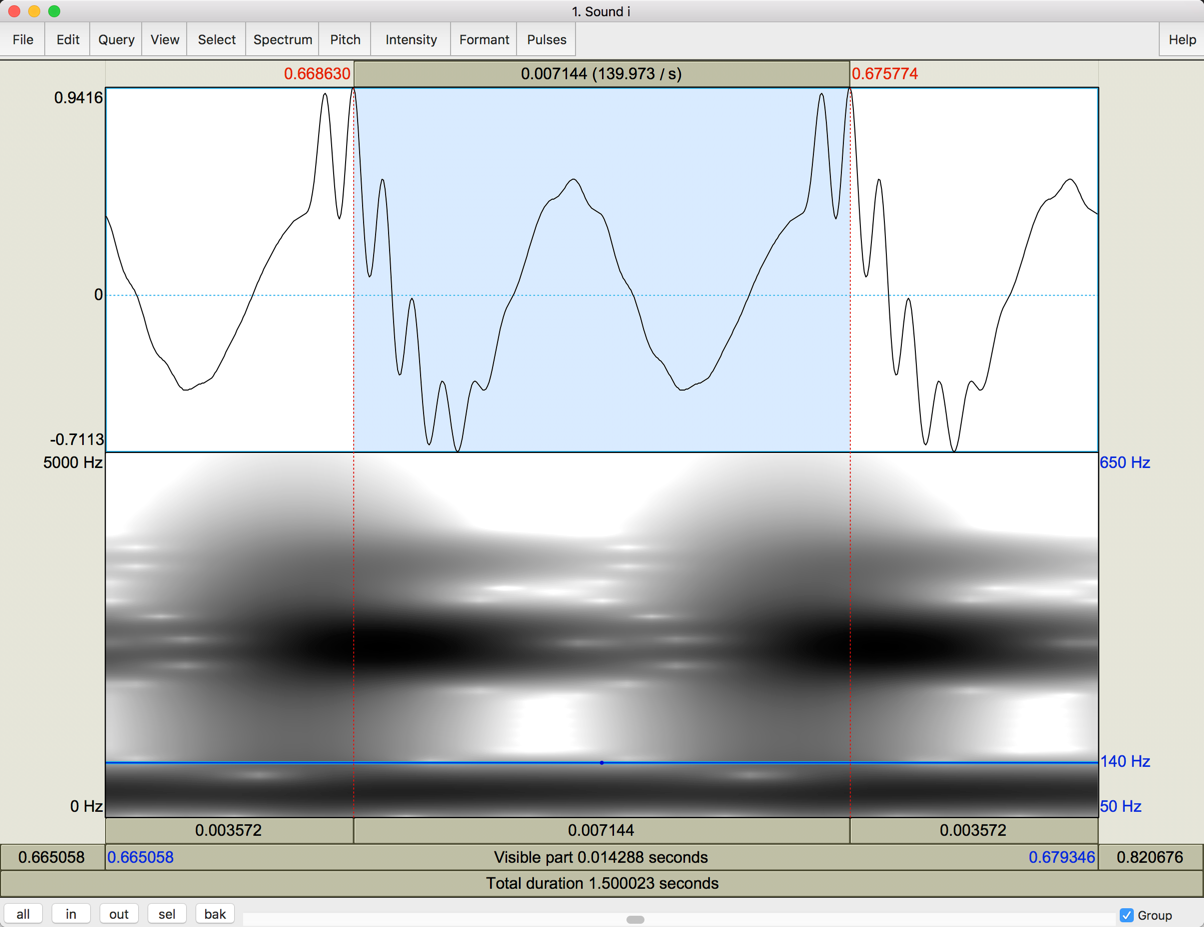 1. Sound i
File Edit Query View Select Spectrum Pitch Intensity Formant Pulses Help
0.668630 0.007144 (139.973 / s) 0.675774
0.9416
0
-0.7113
5000 Hz 650 Hz
140 Hz
0 Hz 50 Hz
0.003572 0.007144 0.003572
0.665058 0.665058 Visible part 0.014288 seconds 0.679346 0.820676
Total duration 1.500023 seconds
all in out sel bak Group